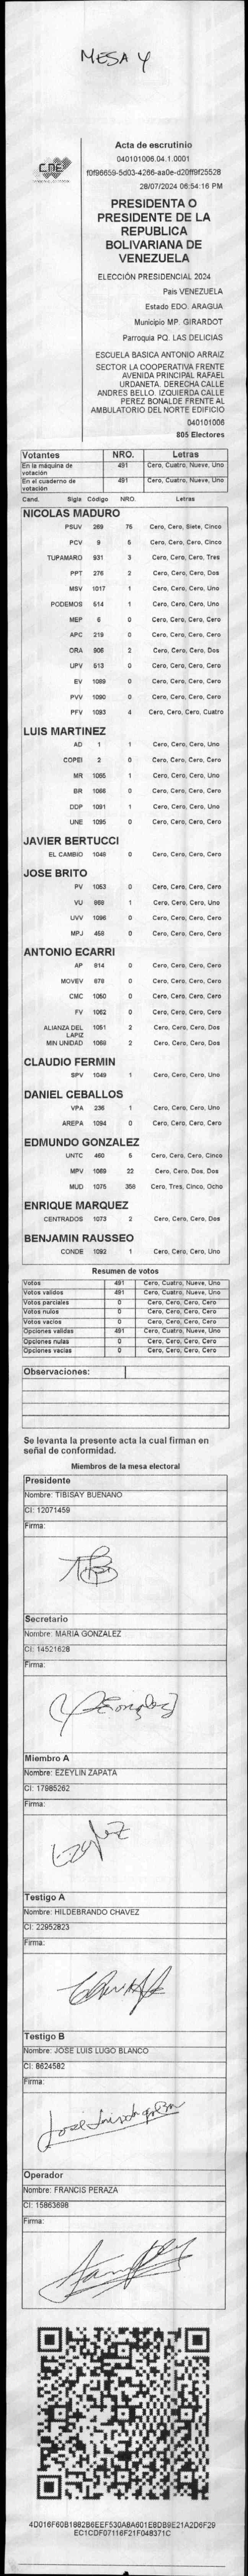 MESA 4
CNE
Acta de escrutinio
040101006.04.1.0001
f0f96659-5d03-4266-aa0e-d20ff9f25528
28/07/2024 06:54:16 PM
PRESIDENTA O
PRESIDENTE DE LA
REPUBLICA
BOLIVARIANA DE
VENEZUELA
ELECCIÓN PRESIDENCIAL 2024
Pais VENEZUELA
Estado EDO. ARAGUA
Municipio MP. GIRARDOT
Parroquia PQ. LAS DELICIAS
ESCUELA BASICA ANTONIO ARRAIZ
SECTOR LA COOPERATIVA FRENTE
AVENIDA PRINCIPAL RAFAEL
URDANETA. DERECHA CALLE
ANDRES BELLO. IZQUIERDA CALLE
PEREZ BONALDE FRENTE AL
AMBULATORIO DEL NORTE EDIFICIO
040101006
805 Electores
Votantes NRO. Letras
En la máquina de votación 491 Cero, Cuatro, Nueve, Uno
En el cuaderno de votación 491 Cero, Cuatro, Nueve, Uno
Cand. Sigla Código NRO. Letras
NICOLAS MADURO
PSUV 269 75 Cero, Cero, Siete, Cinco
PCV 9 5 Cero, Cero, Cero, Cinco
TUPAMARO 931 3 Cero, Cero, Cero, Tres
PPT 276 2 Cero, Cero, Cero, Dos
MSV 1017 1 Cero, Cero, Cero, Uno
PODEMOS 514 1 Cero, Cero, Cero, Uno
MEP 6 0 Cero, Cero, Cero, Cero
APC 219 0 Cero, Cero, Cero, Cero
ORA 906 2 Cero, Cero, Cero, Dos
UPV 513 0 Cero, Cero, Cero, Cero
EV 1089 0 Cero, Cero, Cero, Cero
PVV 1090 0 Cero, Cero, Cero, Cero
PFV 1093 4 Cero, Cero, Cero, Cuatro
LUIS MARTINEZ
AD 1 1 Cero, Cero, Cero, Uno
COPEI 2 0 Cero, Cero, Cero, Cero
MR 1065 1 Cero, Cero, Cero, Uno
BR 1066 0 Cero, Cero, Cero, Cero
DDP 1091 1 Cero, Cero, Cero, Uno
UNE 1095 0 Cero, Cero, Cero, Cero
JAVIER BERTUCCI
EL CAMBIO 1048 0 Cero, Cero, Cero, Cero
JOSE BRITO
PV 1053 0 Cero, Cero, Cero, Cero
VU 868 1 Cero, Cero, Cero, Uno
UVV 1096 0 Cero, Cero, Cero, Cero
MPJ 458 0 Cero, Cero, Cero, Cero
ANTONIO ECARRI
AP 814 0 Cero, Cero, Cero, Cero
MOVEV 878 0 Cero, Cero, Cero, Cero
CMC 1050 0 Cero, Cero, Cero, Cero
FV 1062 0 Cero, Cero, Cero, Cero
ALIANZA DEL LAPIZ 1051 2 Cero, Cero, Cero, Dos
MIN UNIDAD 1069 2 Cero, Cero, Cero, Dos
CLAUDIO FERMIN
SPV 1049 1 Cero, Cero, Cero, Uno
DANIEL CEBALLOS
VPA 236 1 Cero, Cero, Cero, Uno
AREPA 1094 0 Cero, Cero, Cero, Cero
EDMUNDO GONZALEZ
UNTC 460 5 Cero, Cero, Cero, Cinco
MPV 1069 22 Cero, Cero, Dos, Dos
MUD 1075 358 Cero, Tres, Cinco, Ocho
ENRIQUE MARQUEZ
CENTRADOS 1073 2 Cero, Cero, Cero, Dos
BENJAMIN RAUSSEO
CONDE 1092 1 Cero, Cero, Cero, Uno
Resumen de votos
Votos 491 Cero, Cuatro, Nueve, Uno
Votos validos 491 Cero, Cuatro, Nueve, Uno
Votos parciales 0 Cero, Cero, Cero, Cero
Votos nulos 0 Cero, Cero, Cero, Cero
Votos vacios 0 Cero, Cero, Cero, Cero
Opciones validas 491 Cero, Cuatro, Nueve, Uno
Opciones nulas 0 Cero, Cero, Cero, Cero
Opciones vacias 0 Cero, Cero, Cero, Cero
Observaciones:
Se levanta la presente acta la cual firman en
señal de conformidad.
Miembros de la mesa electoral
Presidente
Nombre: TIBISAY BUENANO
CI: 12071459
Firma:
Secretario
Nombre: MARIA GONZALEZ
CI: 14521628
Firma:
Miembro A
Nombre: EZEYLIN ZAPATA
CI: 17985262
Firma:
Testigo A
Nombre: HILDEBRANDO CHAVEZ
CI: 22952823
Firma:
Testigo B
Nombre: JOSE LUIS LUGO BLANCO
CI: 8624582
Firma:
Operador
Nombre: FRANCIS PERAZA
CI: 15863698
Firma:
4D016F60B1882B6EEF530A8A601E8DB9E21A2D6F29
EC1CDF07116F21F048371C